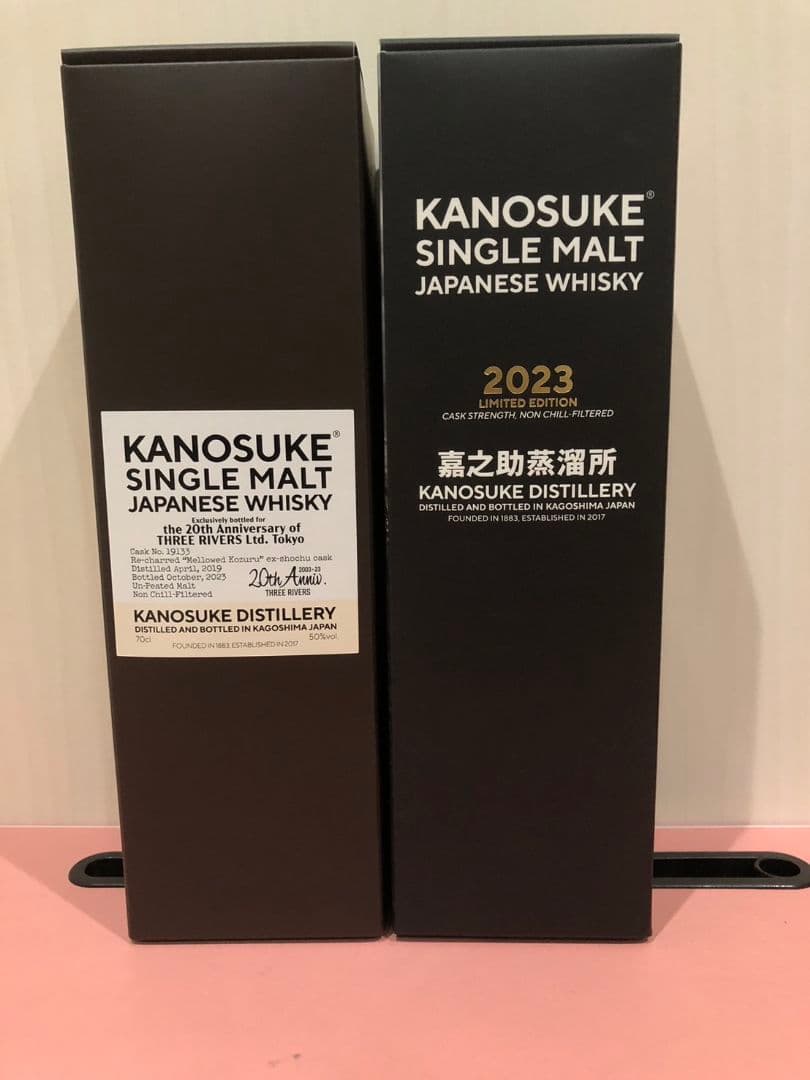 KANOSUKE®
SINGLE MALT
JAPANESE WHISKY
Exclusively bottled for
the 20th Anniversary of
THREE RIVERS Ltd. Tokyo
Cask No. 19133
Re-charred "Mellowed Kozuru" ex-shochu cask
Distilled April, 2019
Bottled October, 2023
Un-Peated Malt
Non Chill-Filtered
2003-23
20th Anniv.
THREE RIVERS
KANOSUKE DISTILLERY
DISTILLED AND BOTTLED IN KAGOSHIMA JAPAN
70cl 50%vol.
FOUNDED IN 1883, ESTABLISHED IN 2017
KANOSUKE®
SINGLE MALT
JAPANESE WHISKY
2023
LIMITED EDITION
CASK STRENGTH, NON CHILL-FILTERED
嘉之助蒸溜所
KANOSUKE DISTILLERY
DISTILLED AND BOTTLED IN KAGOSHIMA JAPAN
FOUNDED IN 1883, ESTABLISHED IN 2017